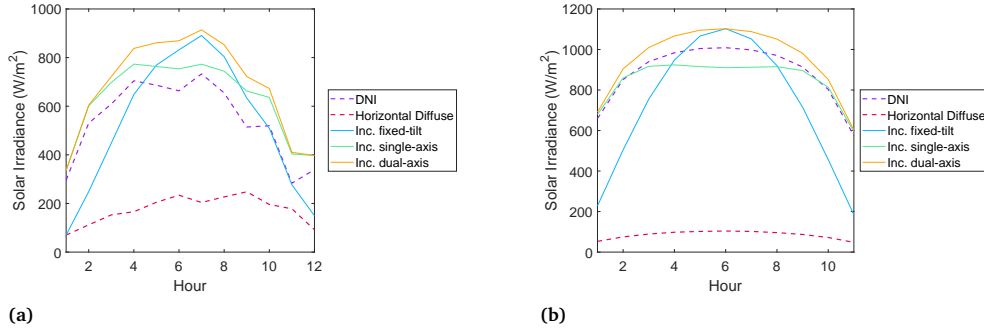 1000
800
600
400
200
0
Solar Irradiance (W/m²)
2 4 6 8 10 12
Hour
DNI
Horizontal Diffuse
Inc. fixed-tilt
Inc. single-axis
Inc. dual-axis
(a)
1200
1000
800
600
400
200
0
Solar Irradiance (W/m²)
2 4 6 8 10
Hour
DNI
Horizontal Diffuse
Inc. fixed-tilt
Inc. single-axis
Inc. dual-axis
(b)